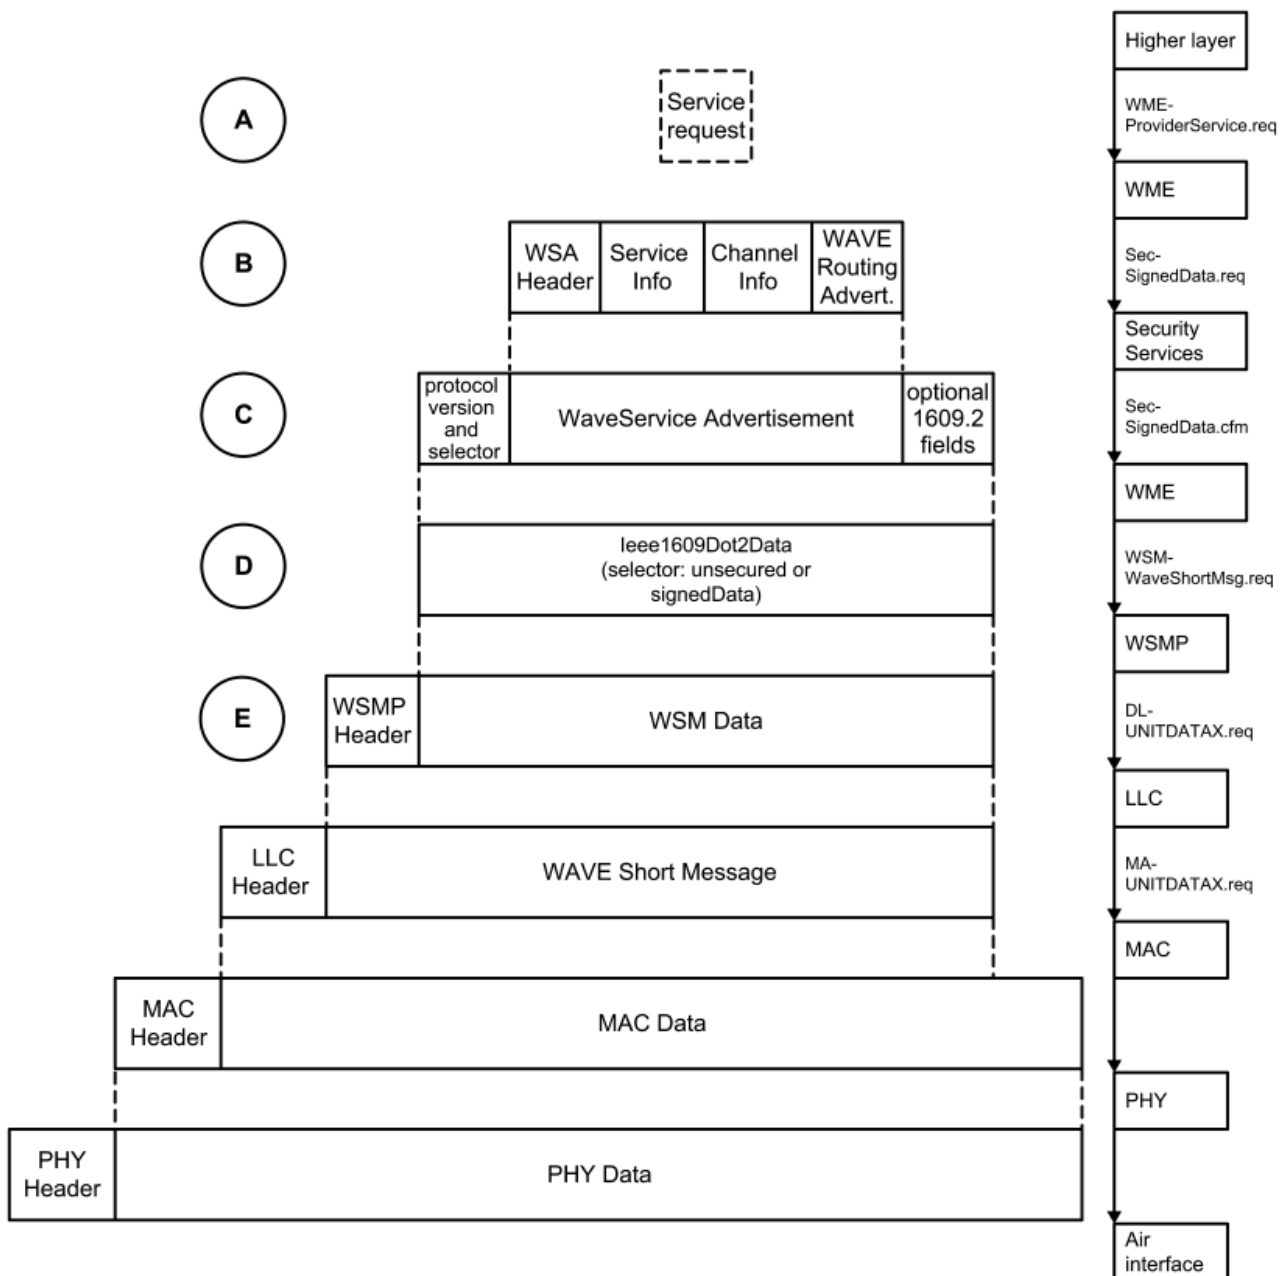 Higher layer
A
Service
request
WME-
ProviderService.req
WME
B
WSA
Header
Service
Info
Channel
Info
WAVE
Routing
Advert.
Sec-
SignedData.req
Security
Services
C
protocol
version
and
selector
WaveService Advertisement
optional
1609.2
fields
Sec-
SignedData.cfm
WME
D
Ieee1609Dot2Data
(selector: unsecured or
signedData)
WSM-
WaveShortMsg.req
WSMP
E
WSMP
Header
WSM Data
DL-
UNITDATAX.req
LLC
LLC
Header
WAVE Short Message
MA-
UNITDATAX.req
MAC
MAC
Header
MAC Data
PHY
PHY
Header
PHY Data
Air
interface